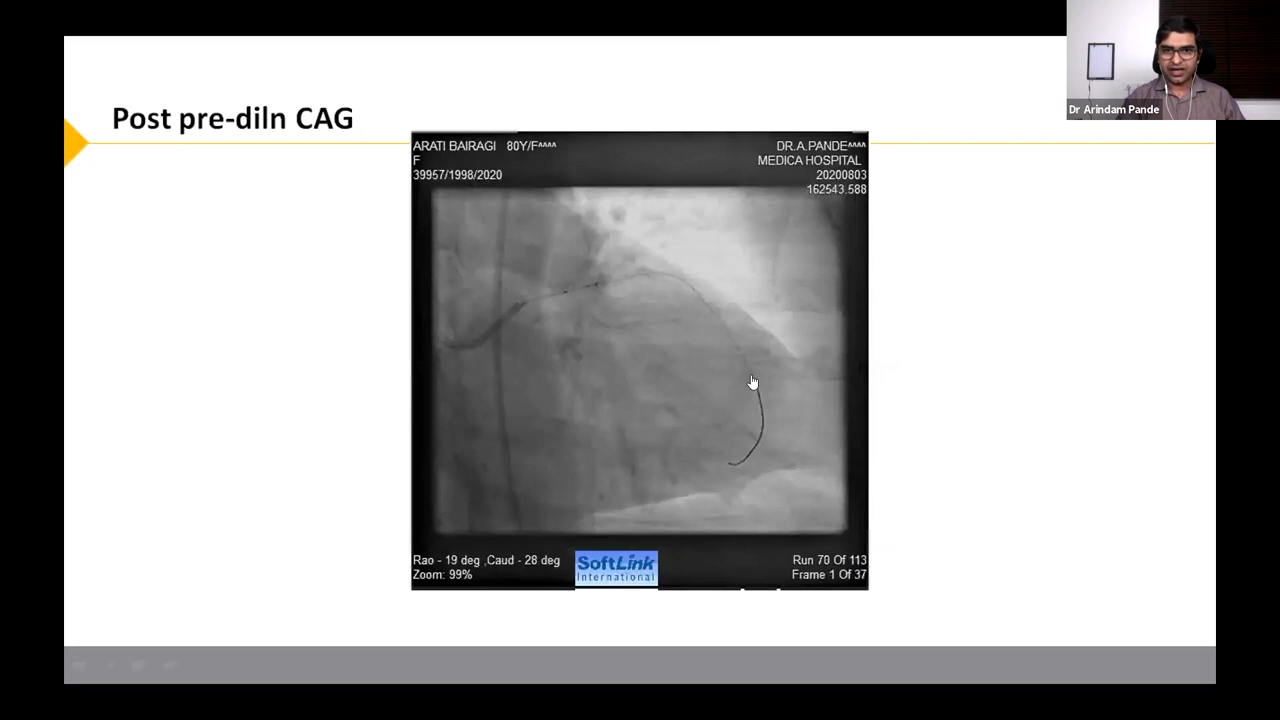 Dr Arindam Pande
Post pre-diln CAG
ARATI BAIRAGI 80Y/F^^^^
F
39957/1998/2020
DR.A.PANDE^^^^
MEDICA HOSPITAL
20200803
162543.588
Rao - 19 deg ,Caud - 28 deg
Zoom: 99%
SoftLink
International
Run 70 Of 113
Frame 1 Of 37